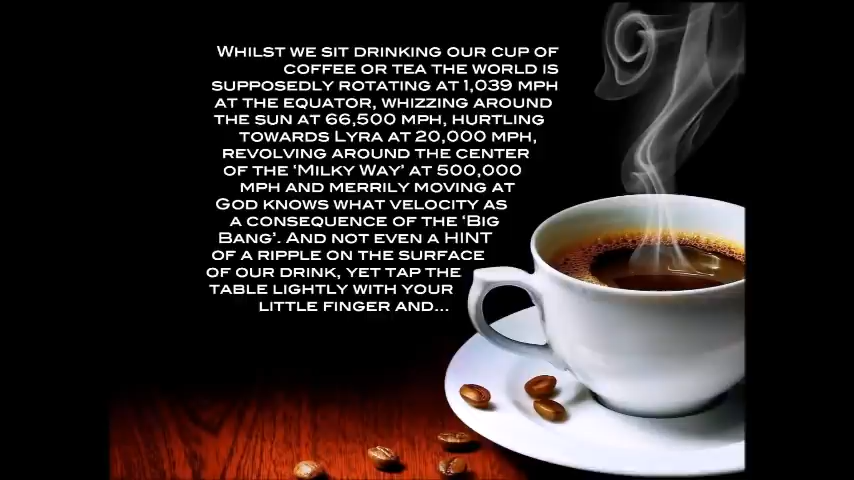 Whilst we sit drinking our cup of
coffee or tea the world is
supposedly rotating at 1,039 mph
at the equator, whizzing around
the sun at 66,500 mph, hurtling
towards Lyra at 20,000 mph,
revolving around the center
of the ‘Milky Way’ at 500,000
mph and merrily moving at
God knows what velocity as
a consequence of the ‘Big
Bang’. And not even a HINT
of a ripple on the surface
of our drink, yet tap the
table lightly with your
little finger and...